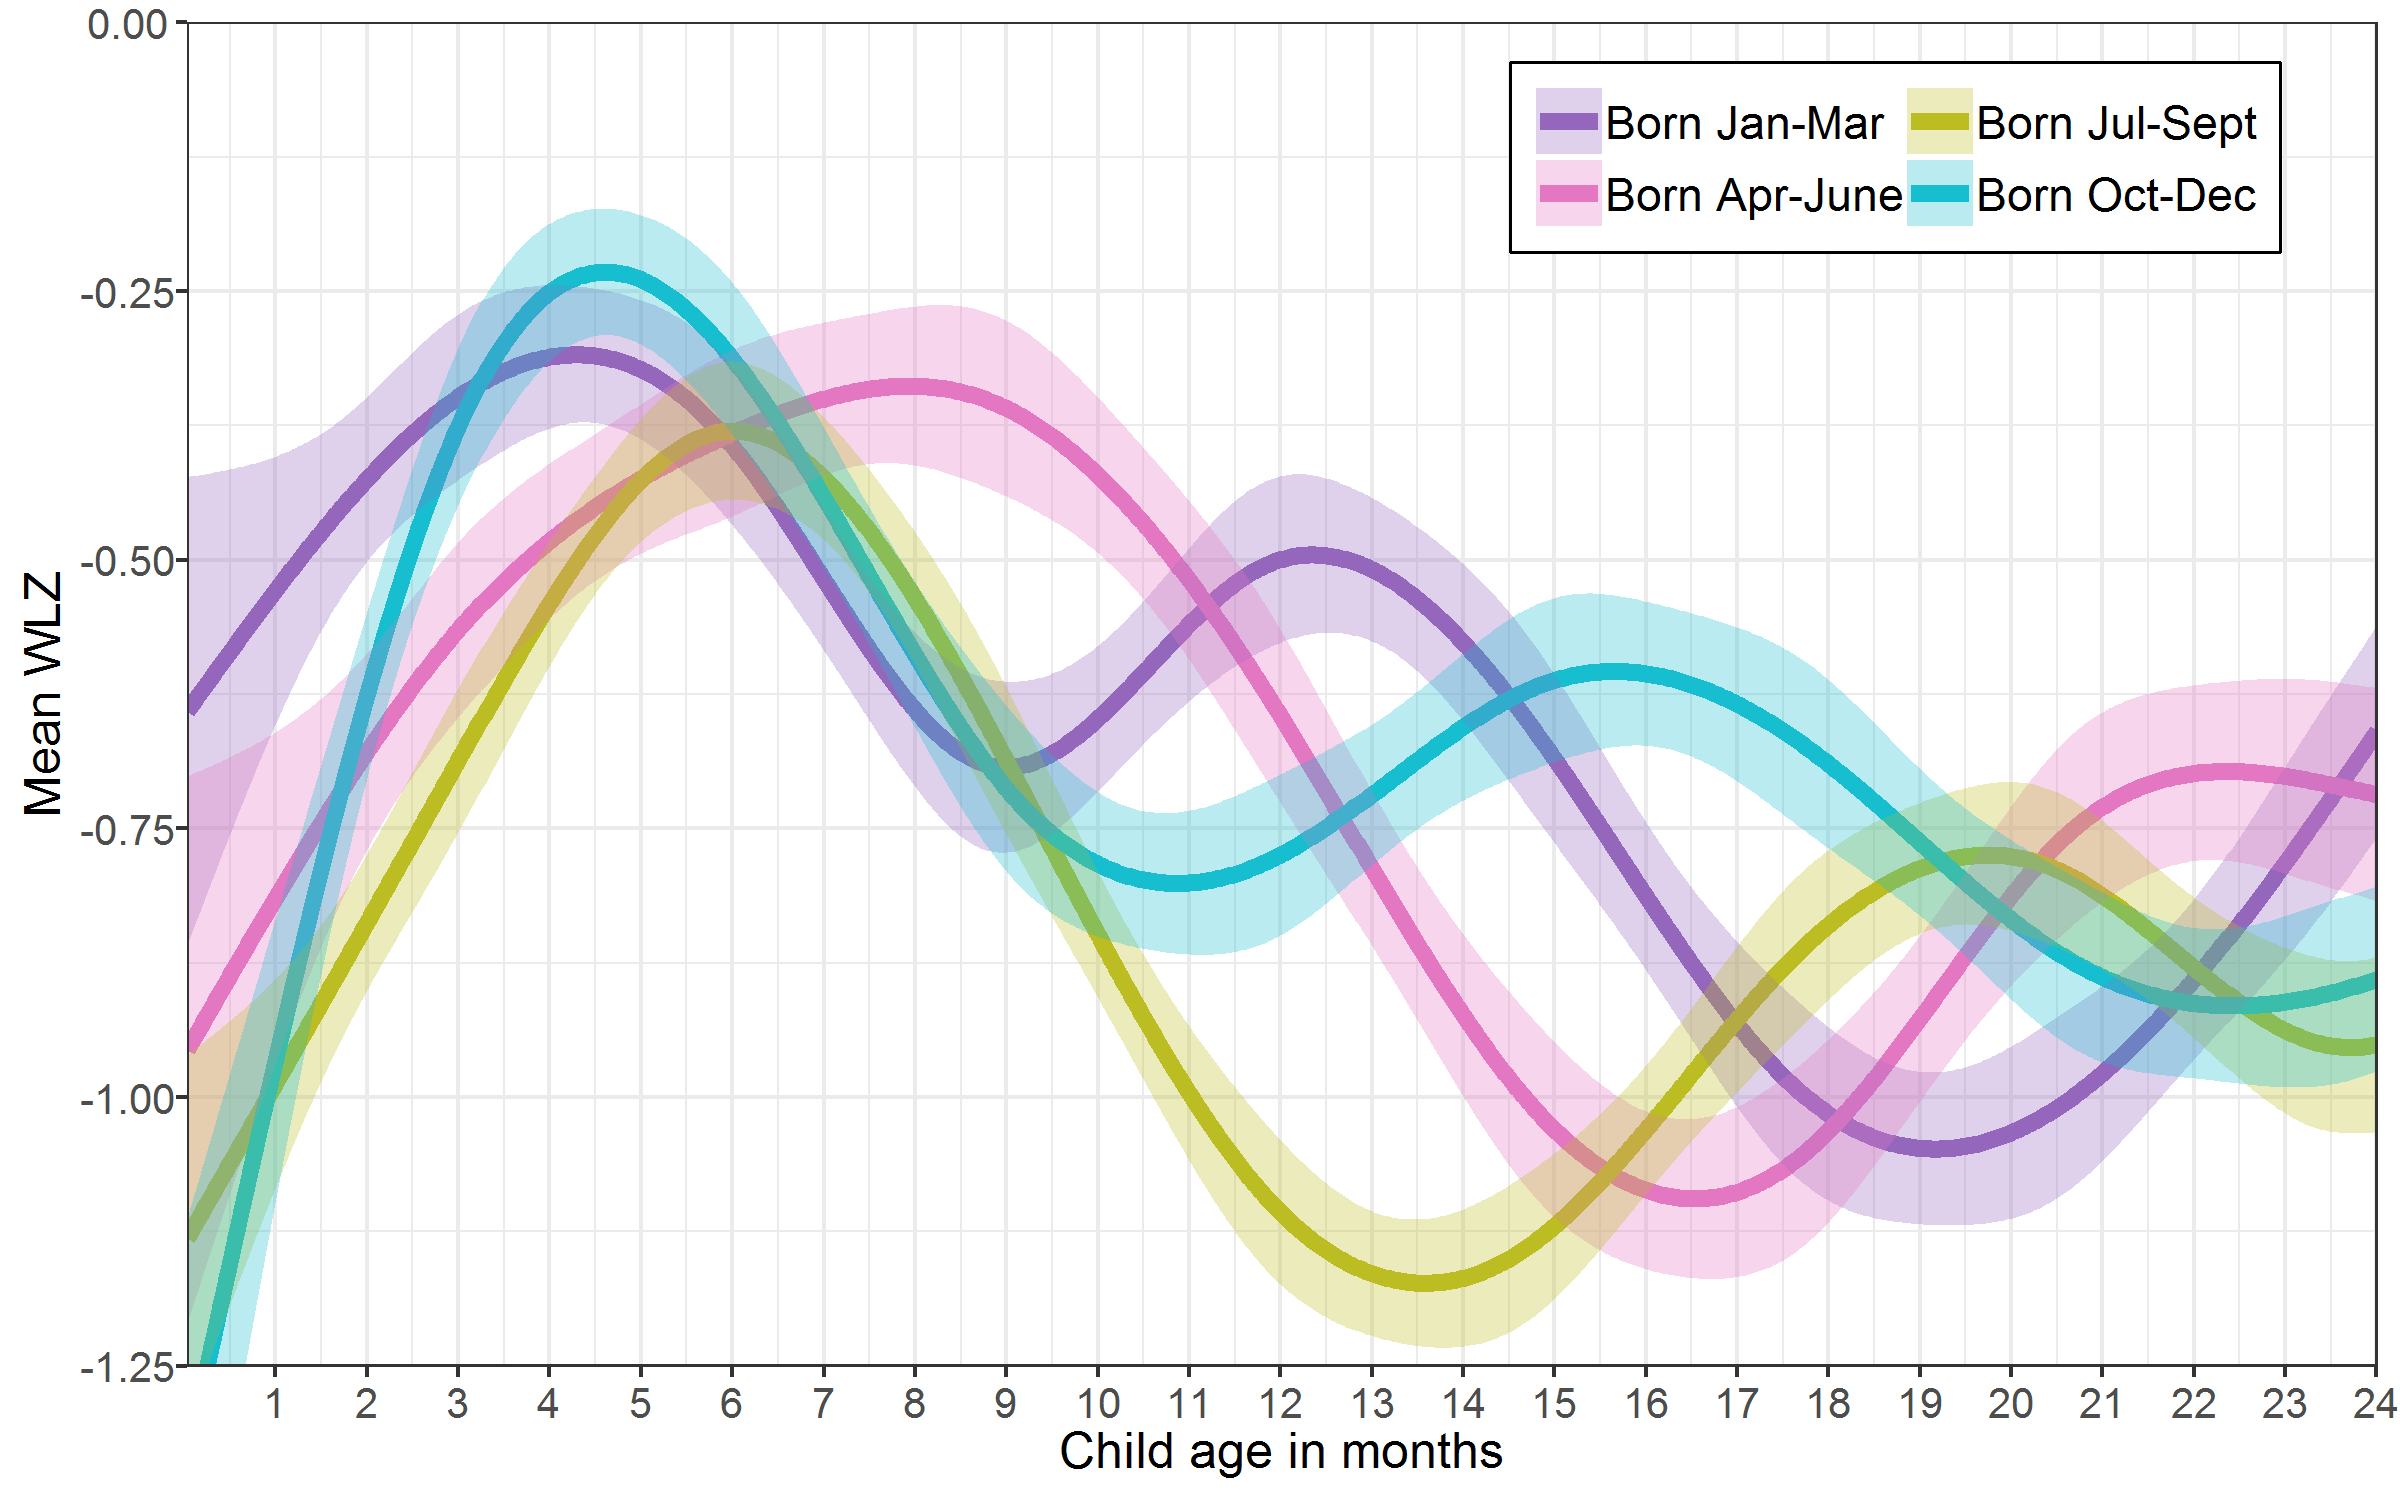 0.00
-0.25
-0.50
-0.75
-1.00
-1.25
Mean WLZ
Born Jan-Mar Born Jul-Sept
Born Apr-June Born Oct-Dec
1 2 3 4 5 6 7 8 9 10 11 12 13 14 15 16 17 18 19 20 21 22 23 24
Child age in months